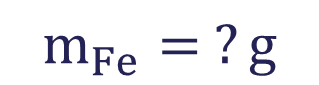 m_Fe = ? g